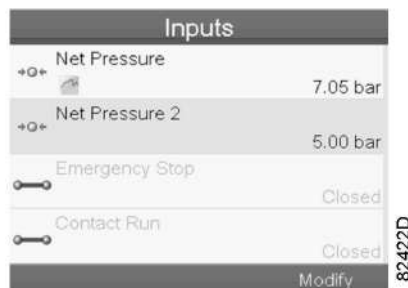 Inputs
Net Pressure
7.05 bar
Net Pressure 2
5.00 bar
Emergency Stop
Closed
Contact Run
Closed
Modify
82422D